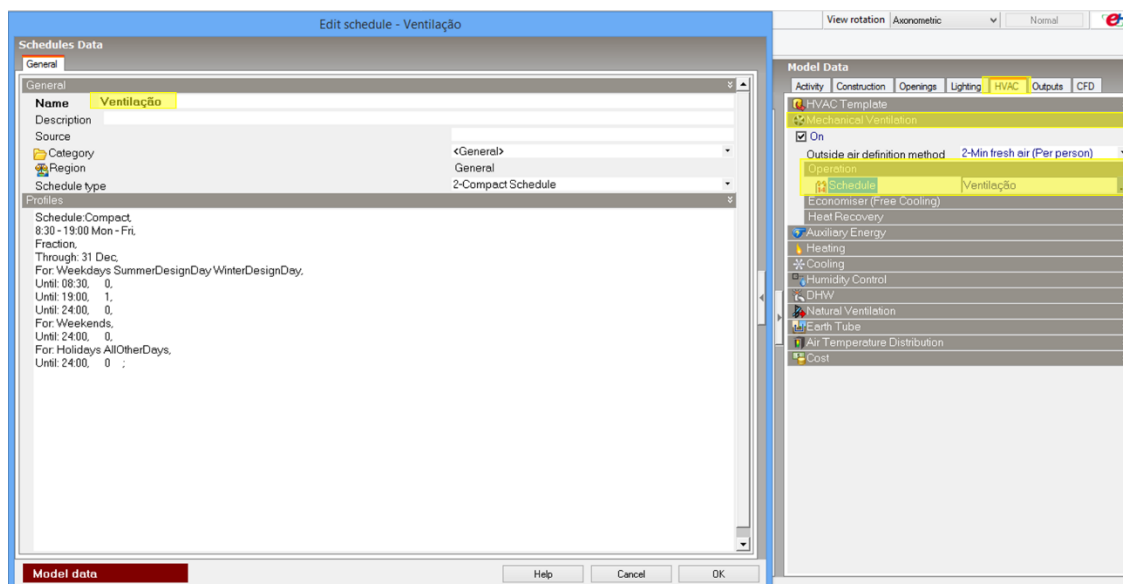 Edit schedule - Ventilação
View rotation Axonometric Normal
Schedules Data
General
General
Name Ventilação
Description
Source
Category <General>
Region General
Schedule type 2-Compact Schedule
Profiles
Schedule:Compact,
8:30 - 19:00 Mon - Fri,
Fraction,
Through: 31 Dec,
For: Weekdays SummerDesignDay WinterDesignDay,
Until: 08:30, 0,
Until: 19:00, 1,
Until: 24:00, 0,
For: Weekends,
Until: 24:00, 0,
For: Holidays AllOtherDays,
Until: 24:00, 0 ;
Model data
Help Cancel OK
Model Data
Activity Construction Openings Lighting HVAC Outputs CFD
HVAC Template
Mechanical Ventilation
On
Outside air definition method 2-Min fresh air (Per person)
Operation
Schedule Ventilação
Economiser (Free Cooling)
Heat Recovery
Auxiliary Energy
Heating
Cooling
Humidity Control
DHW
Natural Ventilation
Earth Tube
Air Temperature Distribution
Cost